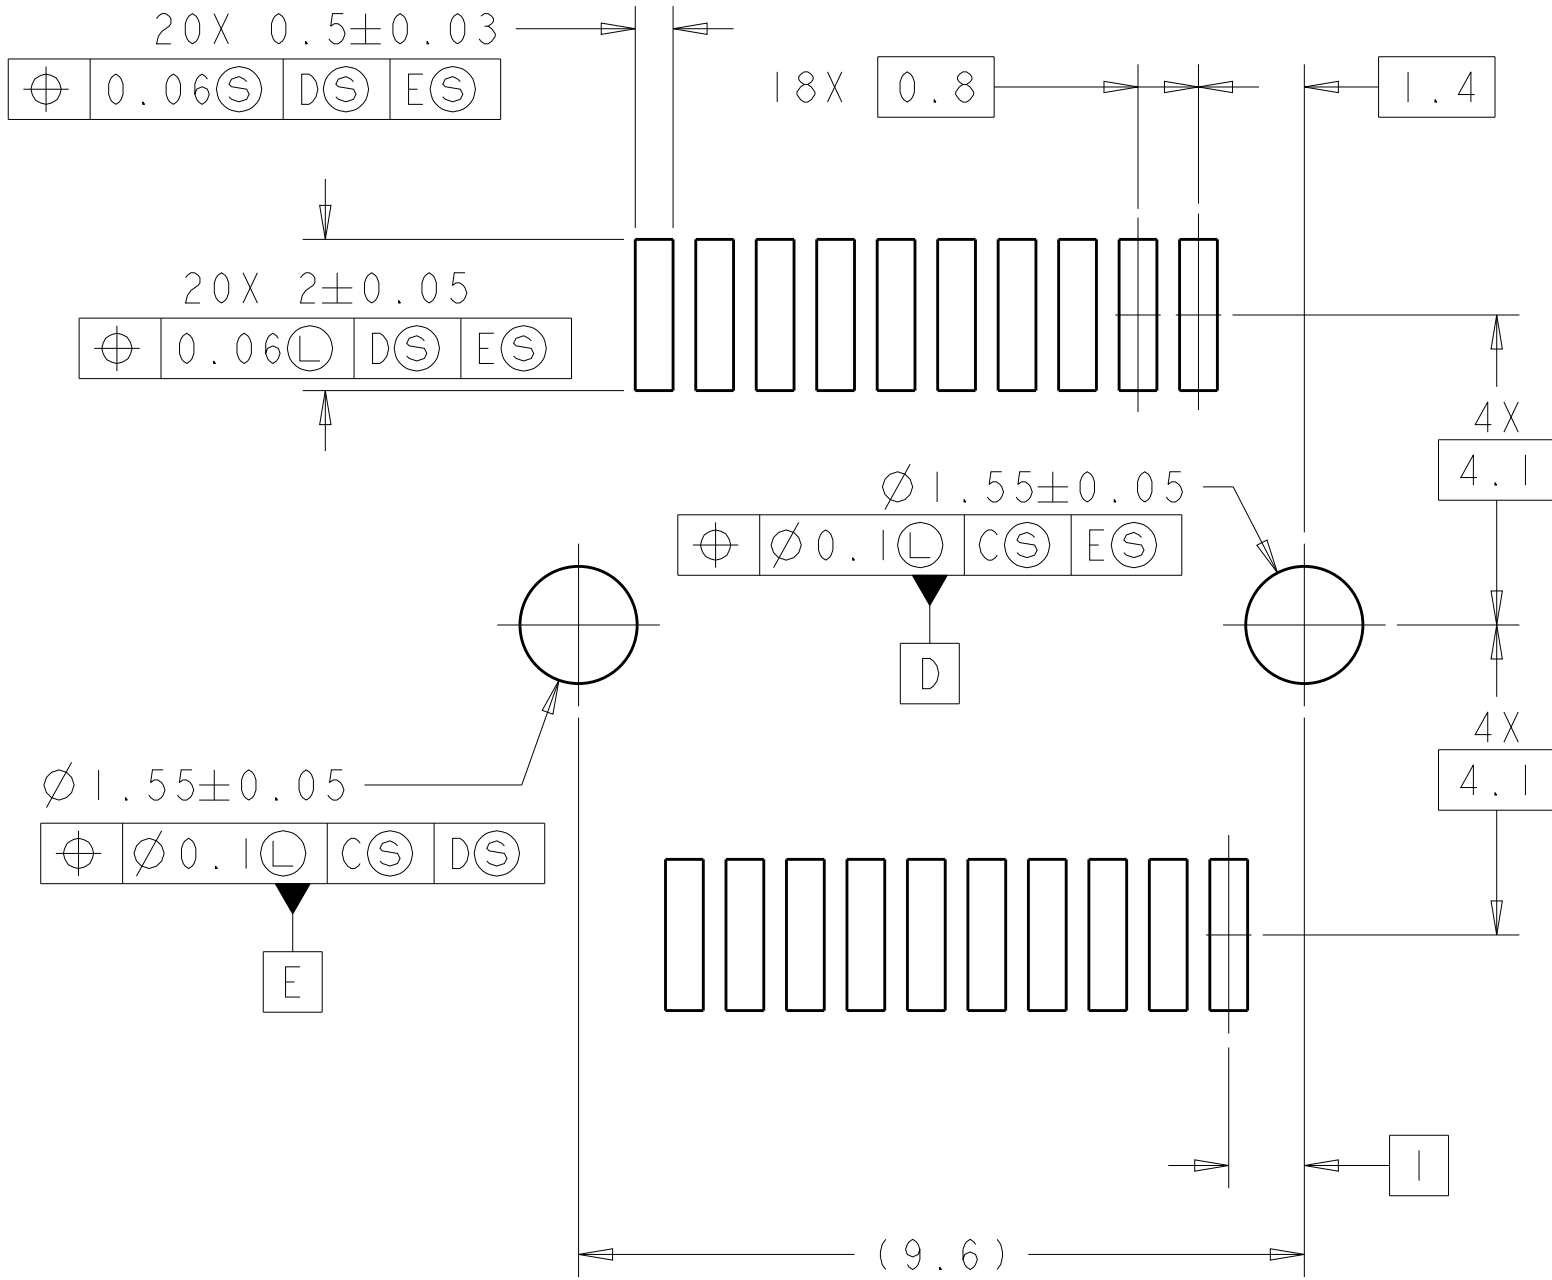 20X 0.5±0.03
⌖ 0.06Ⓢ DⓈ EⓈ
18X 0.8
1.4
20X 2±0.05
⌖ 0.06Ⓛ DⓈ EⓈ
4X
4.1
Ø1.55±0.05
⌖ Ø0.1Ⓛ CⓈ EⓈ
D
4X
4.1
Ø1.55±0.05
⌖ Ø0.1Ⓛ CⓈ DⓈ
E
1
(9.6)